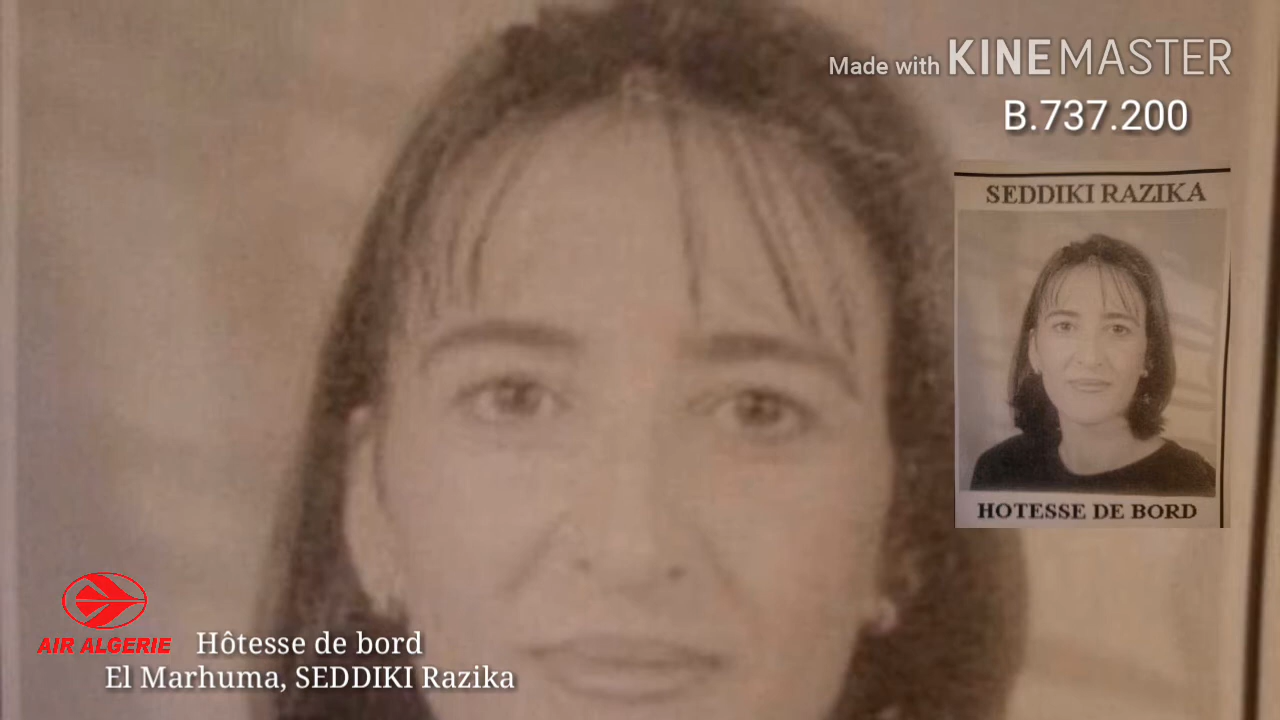 Made with KINEMASTER
B.737.200
SEDDIKI RAZIKA
HOTESSE DE BORD
AIR ALGERIE
Hôtesse de bord
El Marhuma, SEDDIKI Razika